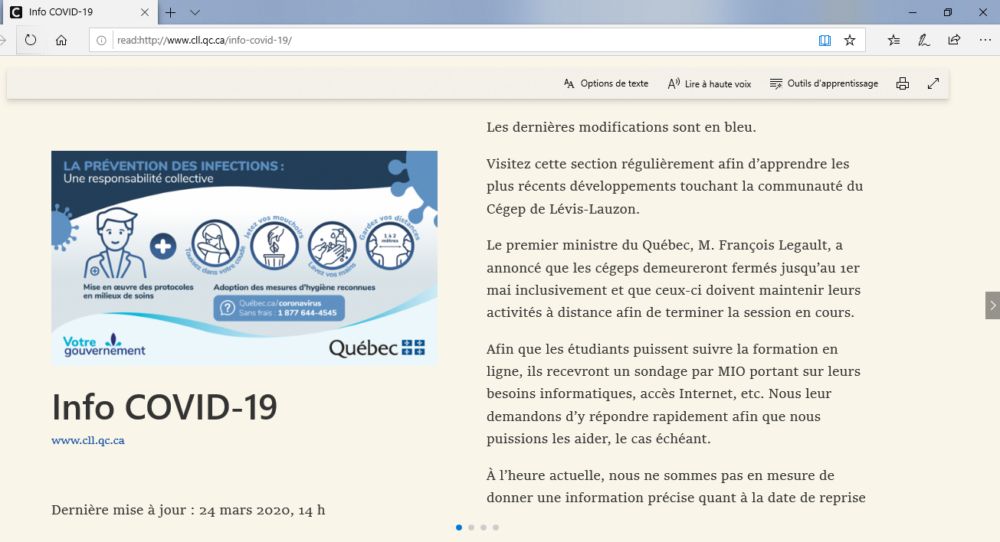 Info COVID-19
read:http://www.cll.qc.ca/info-covid-19/
Options de texte
Lire à haute voix
Outils d'apprentissage
LA PRÉVENTION DES INFECTIONS :
Une responsabilité collective
Toussez dans votre coude
Jetez vos mouchoirs
Lavez vos mains
Gardez vos distances
1 à 2
mètres
Mise en œuvre des protocoles
en milieux de soins
Adoption des mesures d'hygiène reconnues
Québec.ca/coronavirus
Sans frais : 1 877 644-4545
Votre
gouvernement
Québec
Info COVID-19
www.cll.qc.ca
Dernière mise à jour : 24 mars 2020, 14 h
Les dernières modifications sont en bleu.
Visitez cette section régulièrement afin d’apprendre les
plus récents développements touchant la communauté du
Cégep de Lévis-Lauzon.
Le premier ministre du Québec, M. François Legault, a
annoncé que les cégeps demeureront fermés jusqu’au 1er
mai inclusivement et que ceux-ci doivent maintenir leurs
activités à distance afin de terminer la session en cours.
Afin que les étudiants puissent suivre la formation en
ligne, ils recevront un sondage par MIO portant sur leurs
besoins informatiques, accès Internet, etc. Nous leur
demandons d’y répondre rapidement afin que nous
puissions les aider, le cas échéant.
À l’heure actuelle, nous ne sommes pas en mesure de
donner une information précise quant à la date de reprise